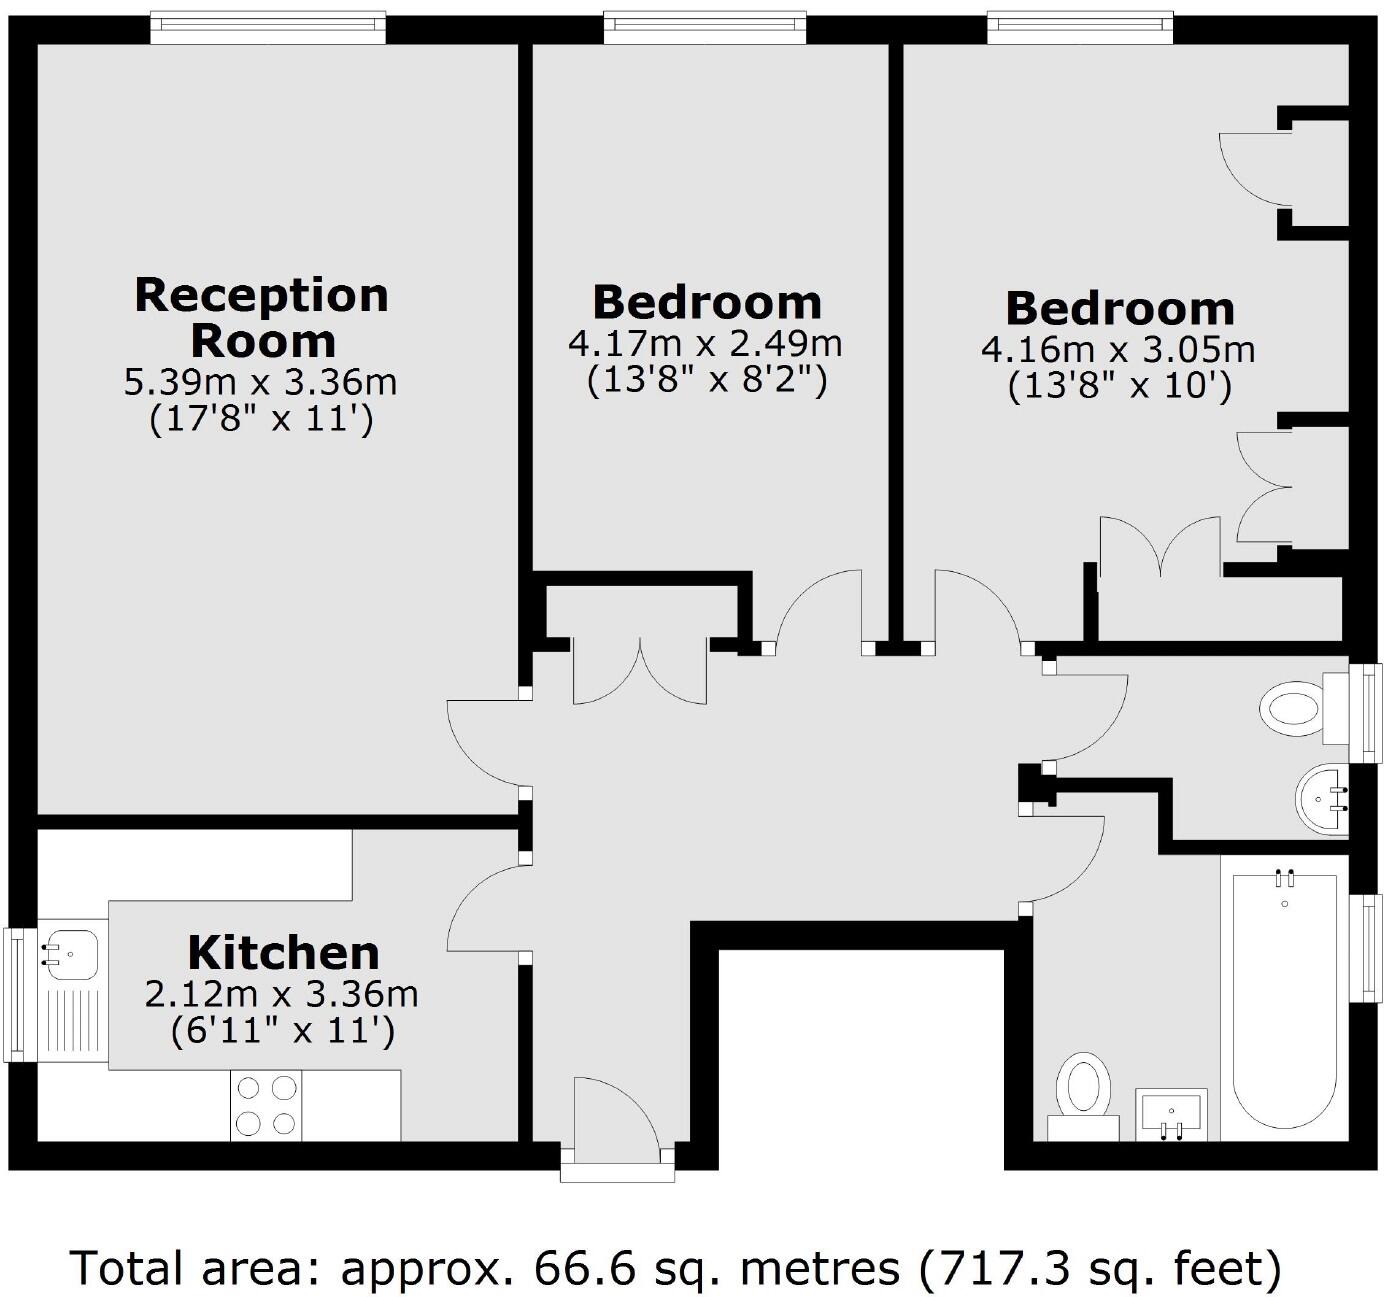 Reception
Room
5.39m x 3.36m
(17'8" x 11')
Bedroom
4.17m x 2.49m
(13'8" x 8'2")
Bedroom
4.16m x 3.05m
(13'8" x 10')
Kitchen
2.12m x 3.36m
(6'11" x 11')
Total area: approx. 66.6 sq. metres (717.3 sq. feet)